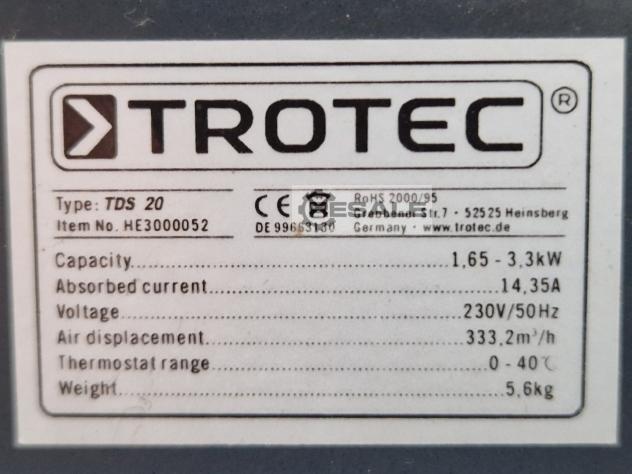 TROTEC ®
Type: TDS 20
Item No. HE3000052
CE
DE 99663130
RoHS 2000/95
Grebbener Str.7 · 52525 Heinsberg
Germany · www.trotec.de
RESALE
Capacity 1,65 - 3,3kW
Absorbed current 14,35A
Voltage 230V/50Hz
Air displacement 333,2m³/h
Thermostat range 0 - 40℃
Weight 5,6kg